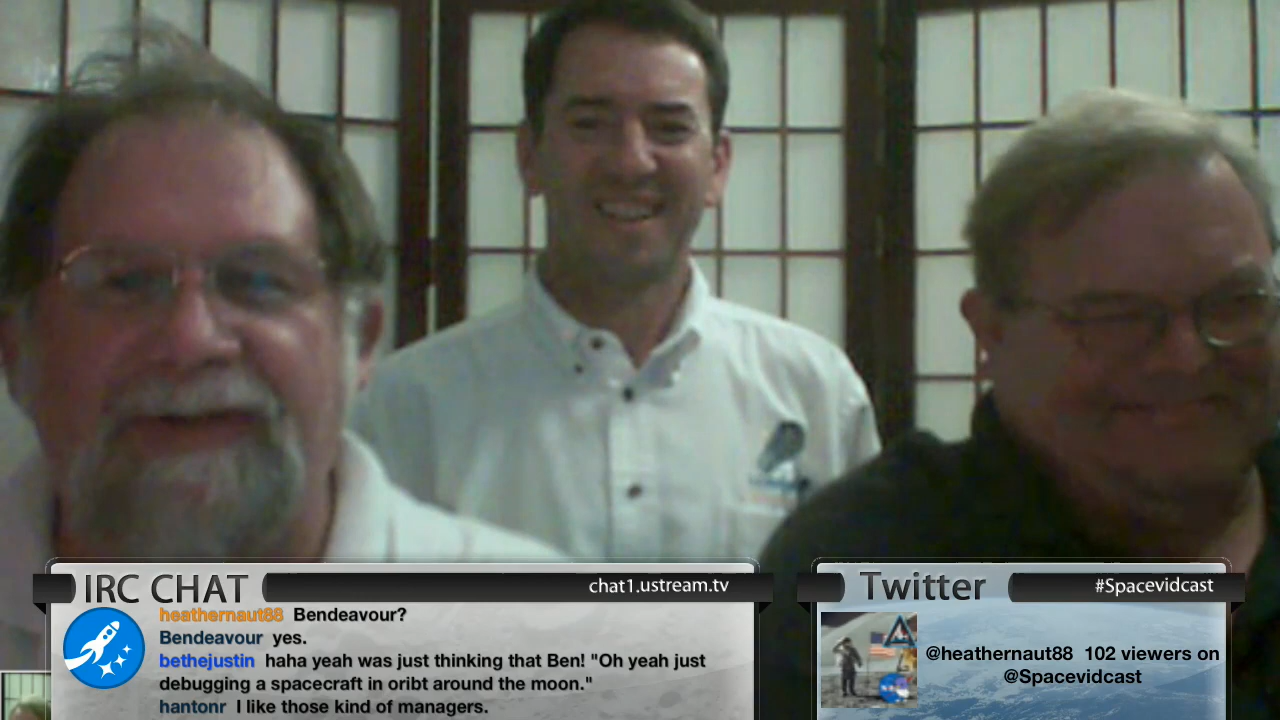 IRC CHAT
chat1.ustream.tv
heathernaut88 Bendeavour?
Bendeavour yes.
bethejustin haha yeah was just thinking that Ben! "Oh yeah just
debugging a spacecraft in oribt around the moon."
hantonr I like those kind of managers.
Twitter
#Spacevidcast
@heathernaut88 102 viewers on
@Spacevidcast